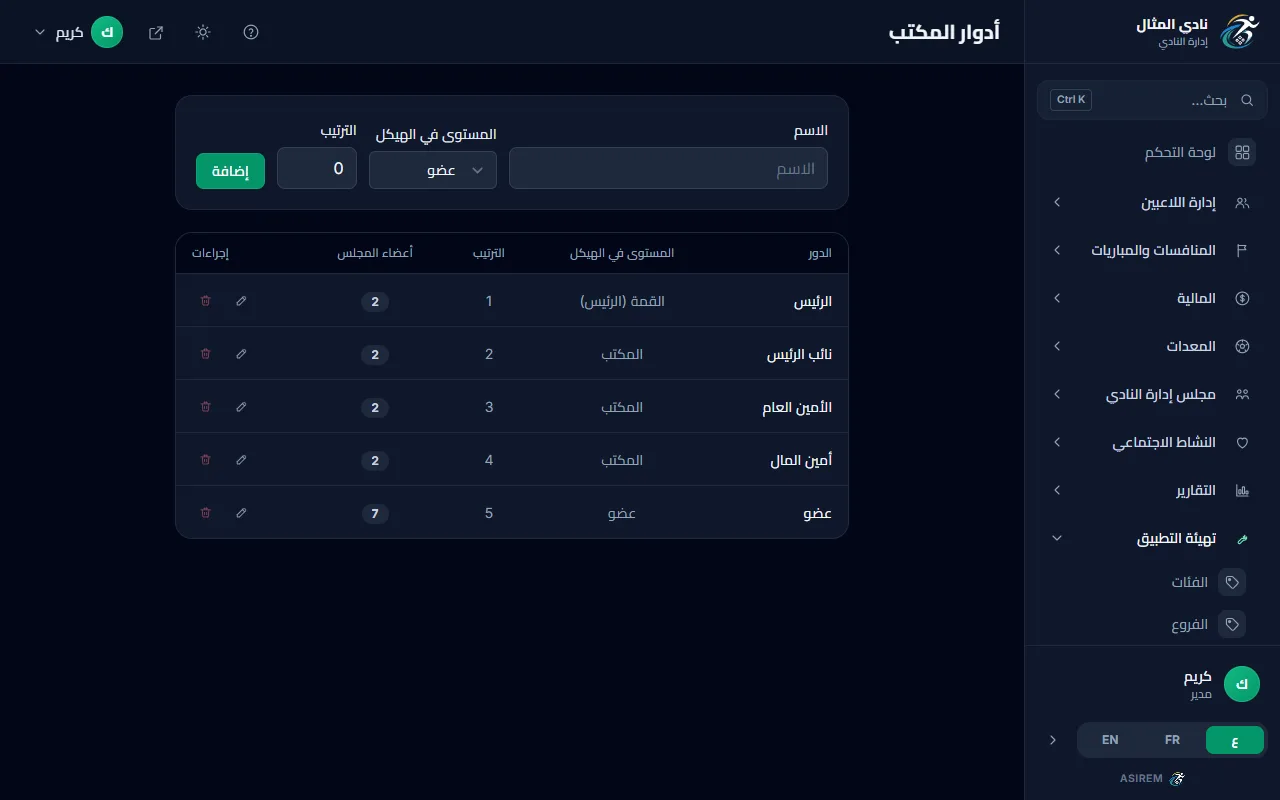 نادي المثال
إدارة النادي
بحث...
Ctrl K
لوحة التحكم
إدارة اللاعبين
المنافسات والمباريات
المالية
المعدات
مجلس إدارة النادي
النشاط الاجتماعي
التقارير
تهيئة التطبيق
الفئات
الفروع
ك
كريم
مدير
ع
FR
EN
ASIREM
أدوار المكتب
ك
كريم
الاسم
المستوى في الهيكل
الترتيب
الاسم
عضو
0
إضافة
الدور
المستوى في الهيكل
الترتيب
أعضاء المجلس
إجراءات
الرئيس القمة (الرئيس) 1 2
نائب الرئيس المكتب 2 2
الأمين العام المكتب 3 2
أمين المال المكتب 4 2
عضو عضو 5 7